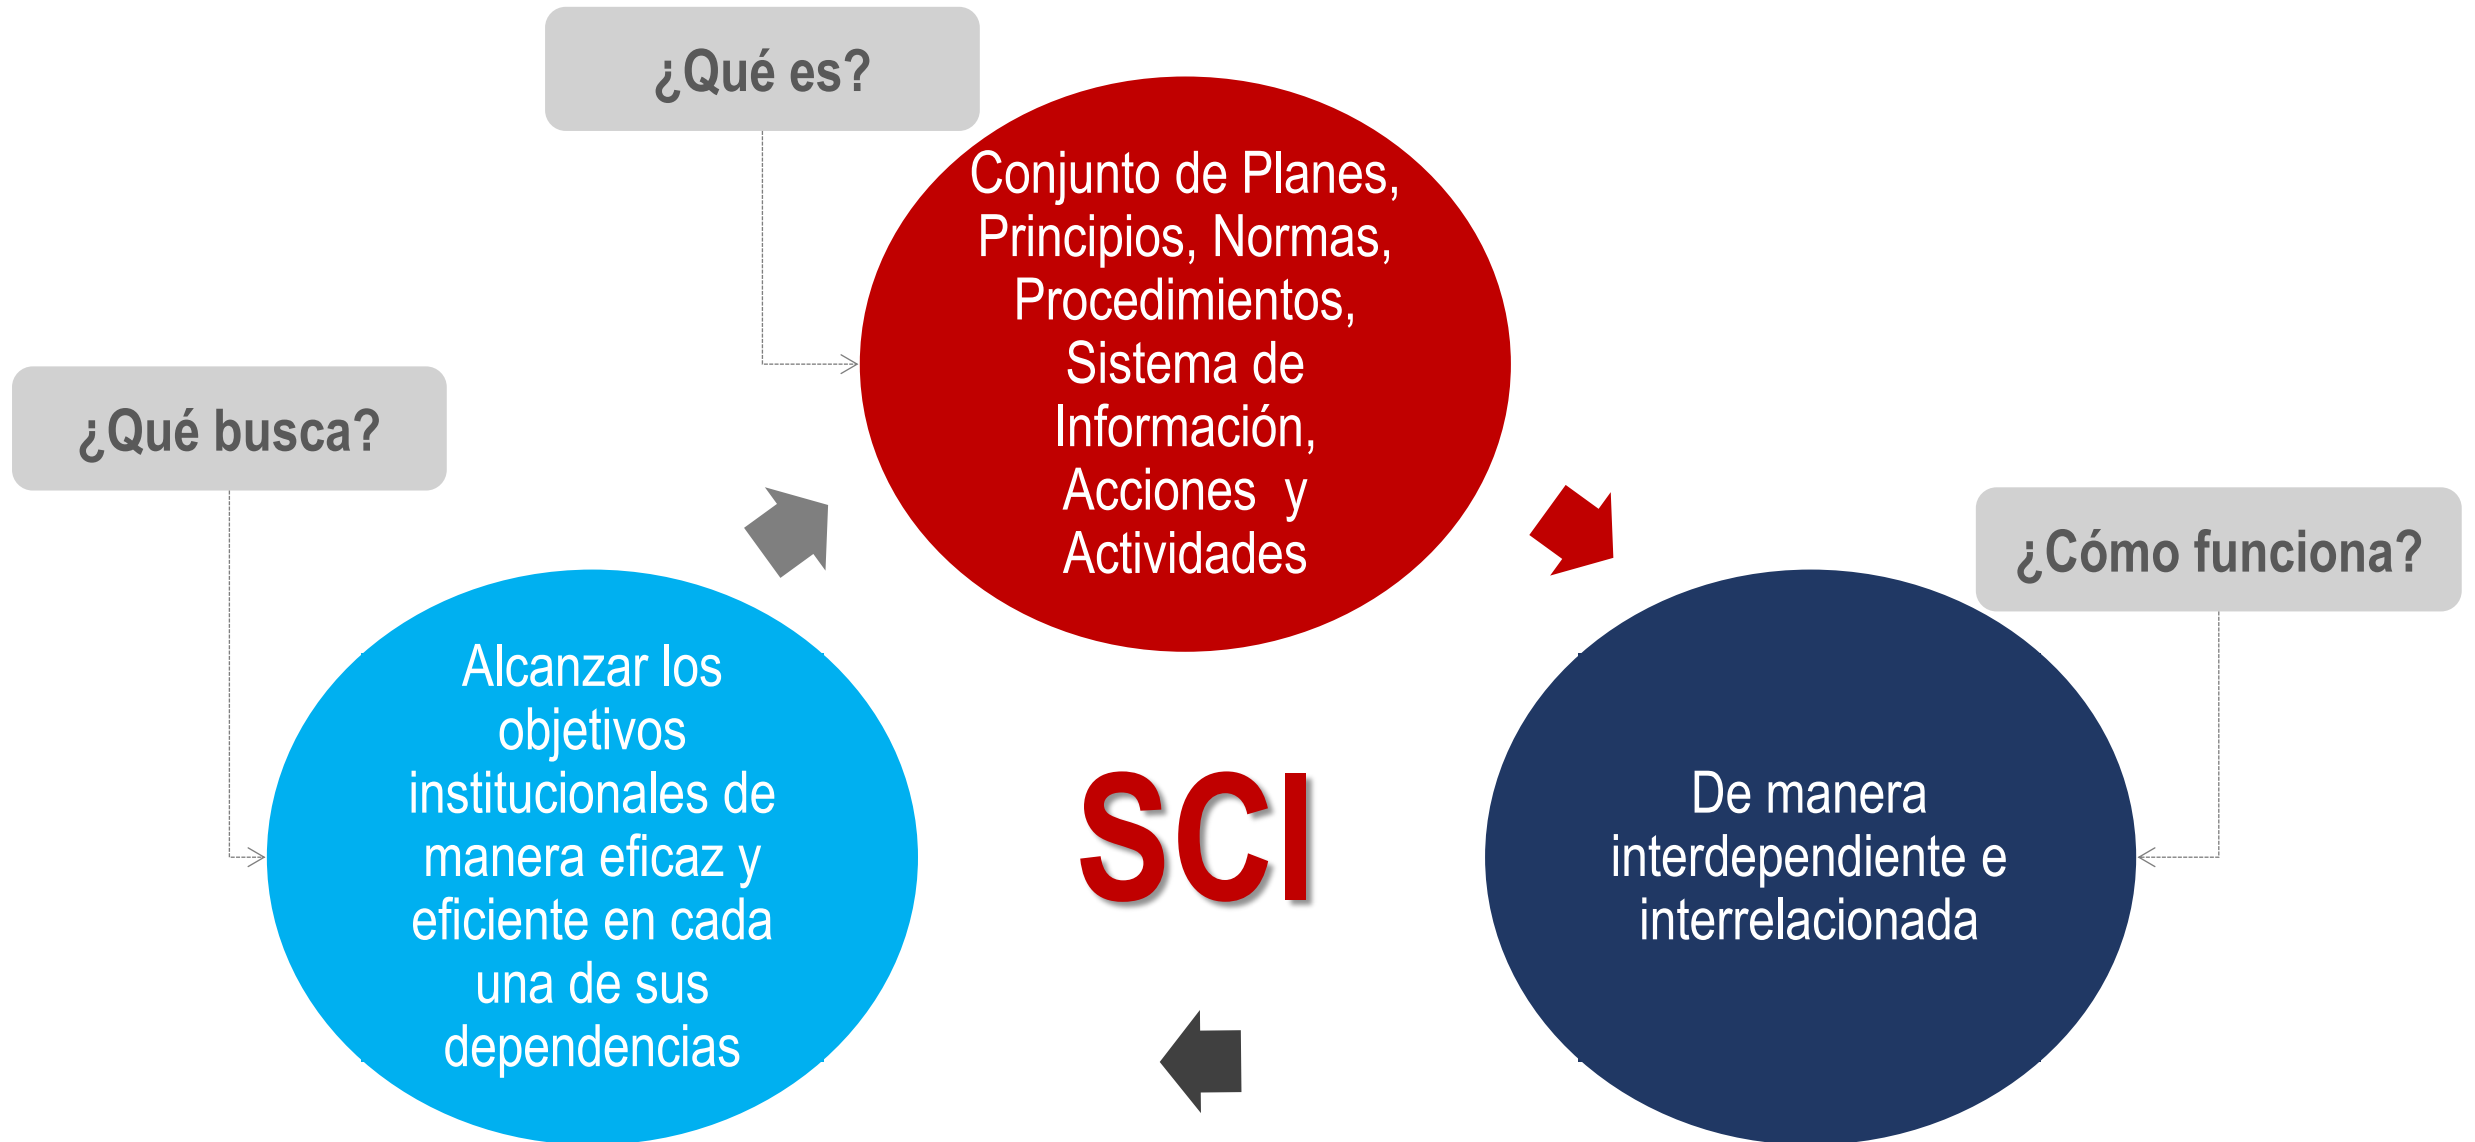 ¿Qué es?
Conjunto de Planes,
Principios, Normas,
Procedimientos,
Sistema de
Información,
Acciones y
Actividades
¿Qué busca?
Alcanzar los
objetivos
institucionales de
manera eficaz y
eficiente en cada
una de sus
dependencias
SCI
¿Cómo funciona?
De manera
interdependiente e
interrelacionada